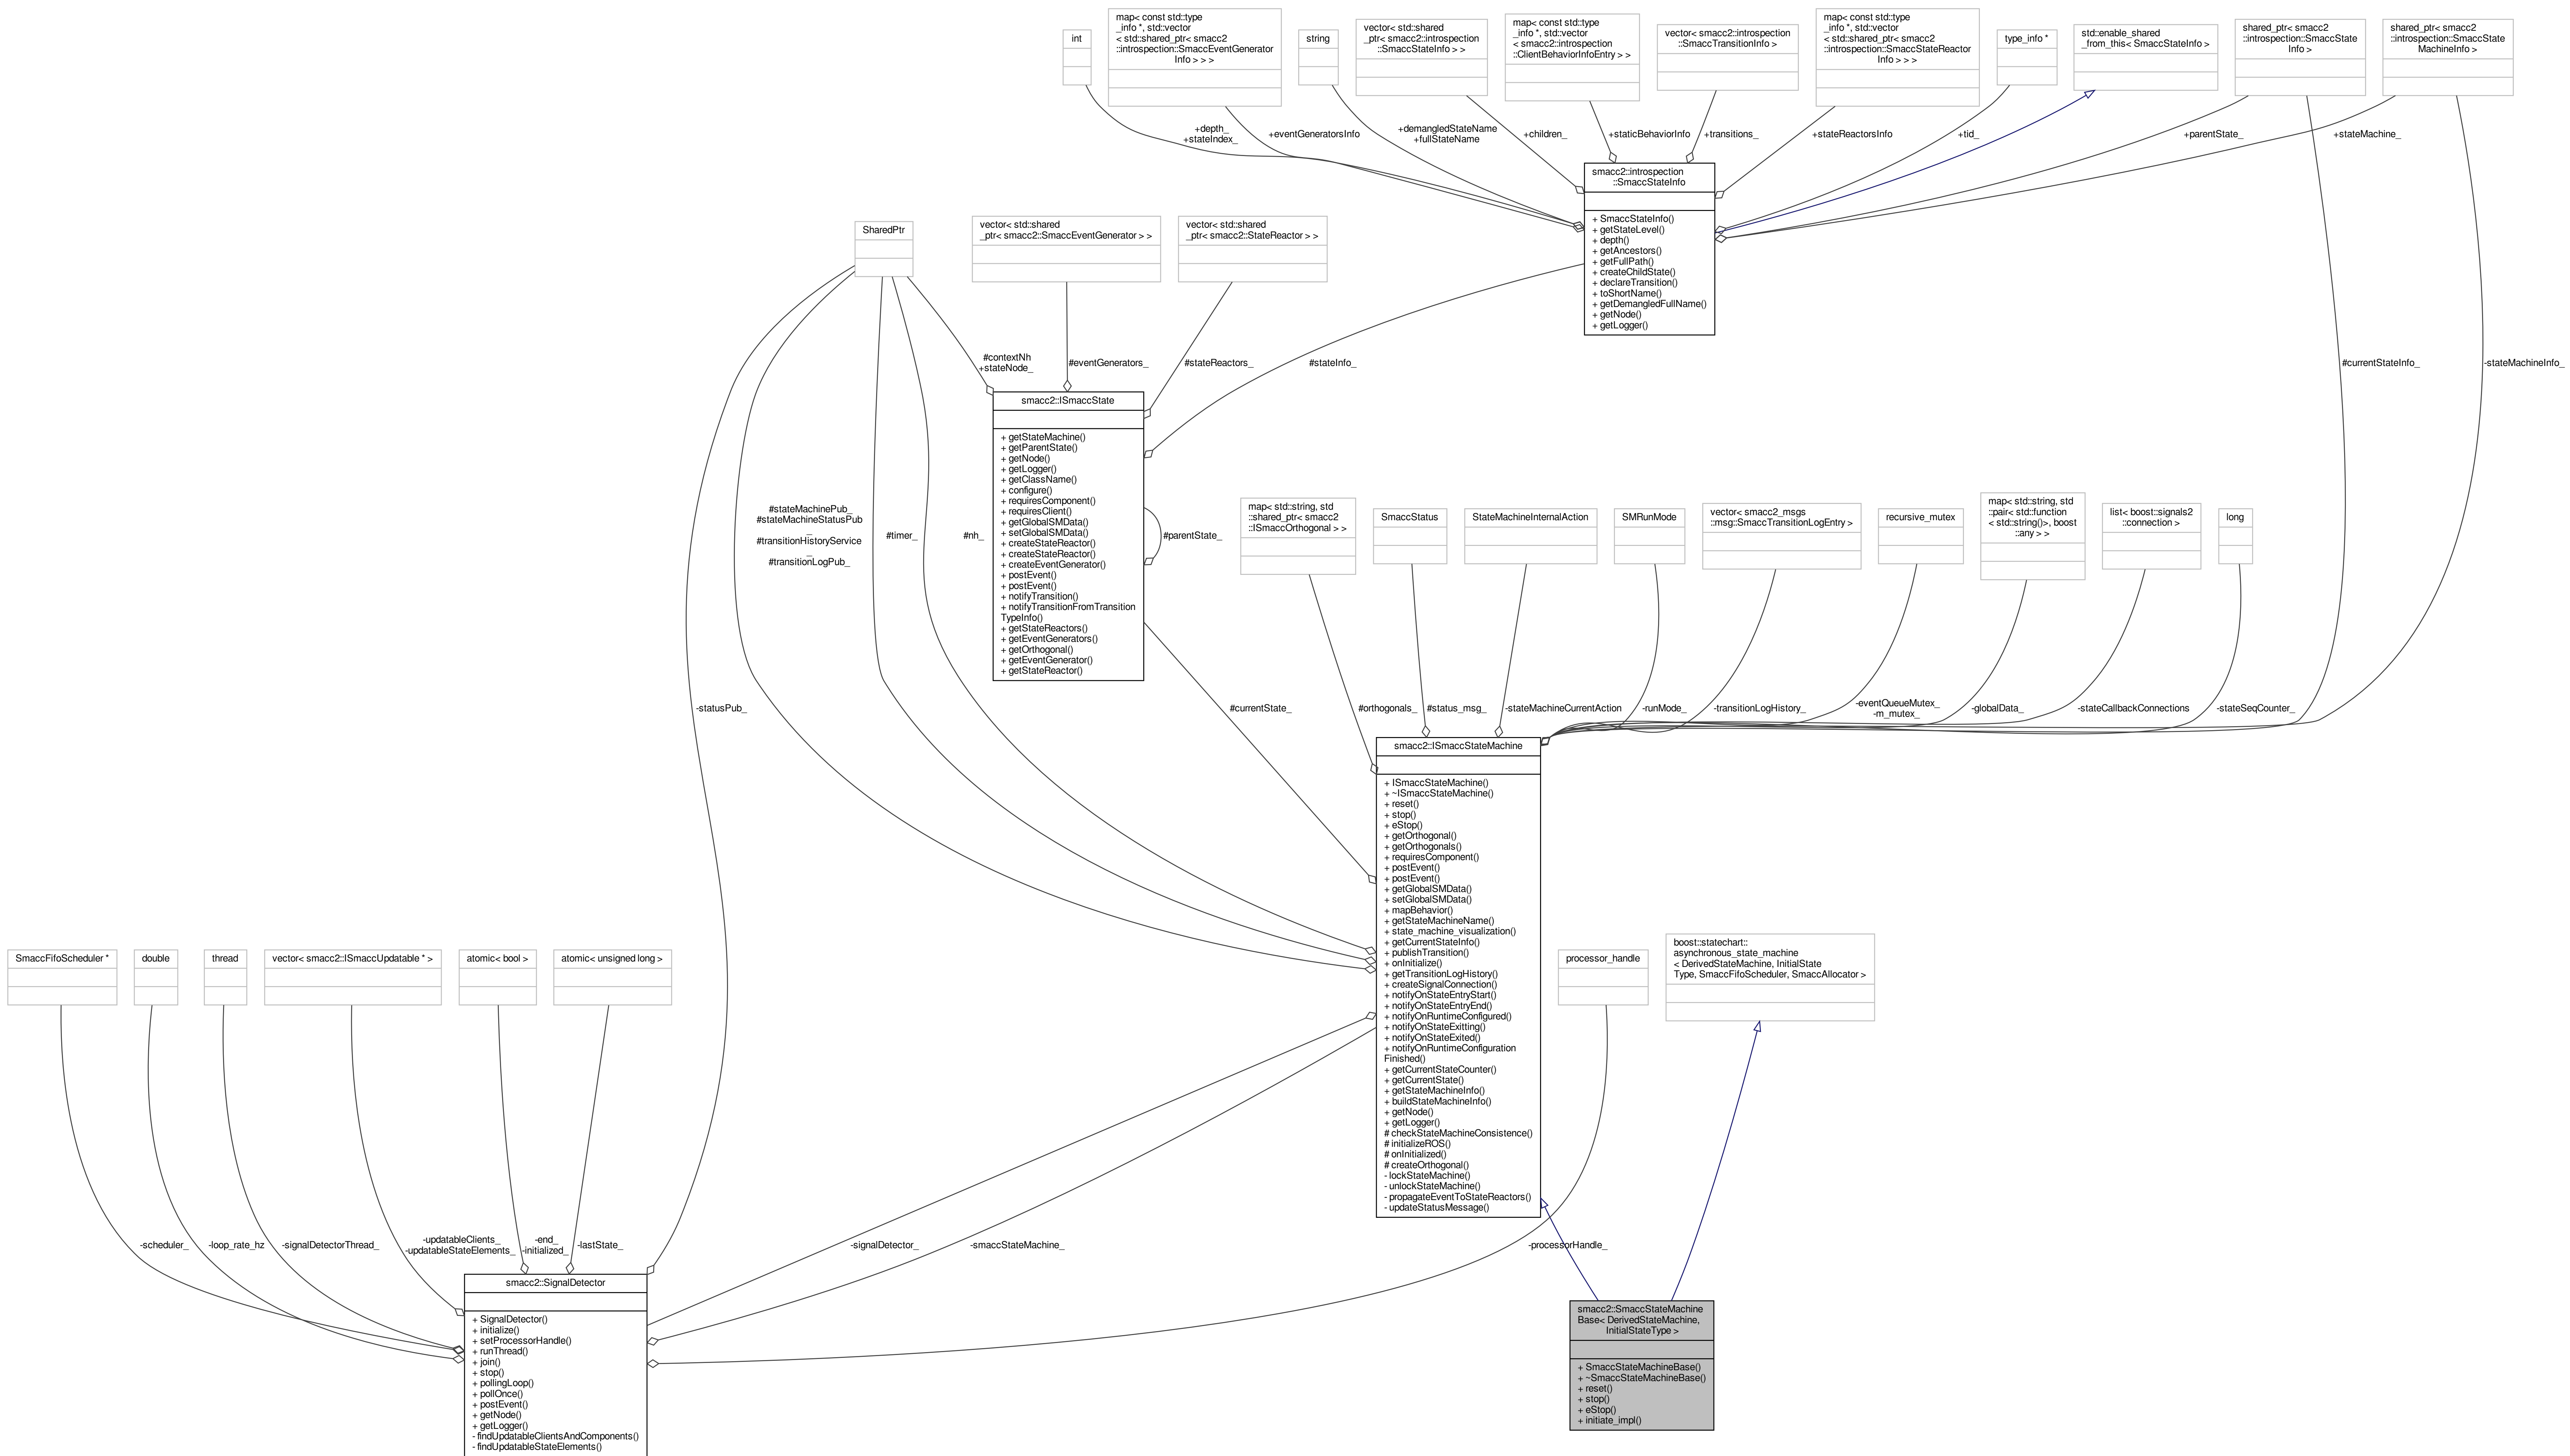 int
map< const std::type
_info *, std::vector
< std::shared_ptr< smacc2
::introspection::SmaccEventGenerator
Info > > >
string
vector< std::shared
_ptr< smacc2::introspection
::SmaccStateInfo > >
map< const std::type
_info *, std::vector
< smacc2::introspection
::ClientBehaviorInfoEntry > >
vector< smacc2::introspection
::SmaccTransitionInfo >
map< const std::type
_info *, std::vector
< std::shared_ptr< smacc2
::introspection::SmaccStateReactor
Info > > >
type_info *
std::enable_shared
_from_this< SmaccStateInfo >
shared_ptr< smacc2
::introspection::SmaccState
Info >
shared_ptr< smacc2
::introspection::SmaccState
MachineInfo >
+depth_
+stateIndex_
+eventGeneratorsInfo
+demangledStateName
+fullStateName
+children_
+staticBehaviorInfo
+transitions_
+stateReactorsInfo
+tid_
+parentState_
+stateMachine_
smacc2::introspection
::SmaccStateInfo
+ SmaccStateInfo()
+ getStateLevel()
+ depth()
+ getAncestors()
+ getFullPath()
+ createChildState()
+ declareTransition()
+ toShortName()
+ getDemangledFullName()
+ getNode()
+ getLogger()
SharedPtr
vector< std::shared
_ptr< smacc2::SmaccEventGenerator > >
vector< std::shared
_ptr< smacc2::StateReactor > >
#contextNh
+stateNode_
#eventGenerators_
#stateReactors_
#stateInfo_
#currentStateInfo_
-stateMachineInfo_
smacc2::ISmaccState
+ getStateMachine()
+ getParentState()
+ getNode()
+ getLogger()
+ getClassName()
+ configure()
+ requiresComponent()
+ requiresClient()
+ getGlobalSMData()
+ setGlobalSMData()
+ createStateReactor()
+ createStateReactor()
+ createEventGenerator()
+ postEvent()
+ postEvent()
+ notifyTransition()
+ notifyTransitionFromTransition
TypeInfo()
+ getStateReactors()
+ getEventGenerators()
+ getOrthogonal()
+ getEventGenerator()
+ getStateReactor()
#stateMachinePub_
#stateMachineStatusPub
_
#transitionHistoryService
_
#transitionLogPub_
#timer_
#nh_
#parentState_
map< std::string, std
::shared_ptr< smacc2
::ISmaccOrthogonal > >
SmaccStatus
StateMachineInternalAction
SMRunMode
vector< smacc2_msgs
::msg::SmaccTransitionLogEntry >
recursive_mutex
map< std::string, std
::pair< std::function
< std::string()>, boost
::any > >
list< boost::signals2
::connection >
long
-statusPub_
#currentState_
#orthogonals_
#status_msg_
-stateMachineCurrentAction
-runMode_
-transitionLogHistory_
-eventQueueMutex_
-m_mutex_
-globalData_
-stateCallbackConnections
-stateSeqCounter_
smacc2::ISmaccStateMachine
+ ISmaccStateMachine()
+ ~ISmaccStateMachine()
+ reset()
+ stop()
+ eStop()
+ getOrthogonal()
+ getOrthogonals()
+ requiresComponent()
+ postEvent()
+ postEvent()
+ getGlobalSMData()
+ setGlobalSMData()
+ mapBehavior()
+ getStateMachineName()
+ state_machine_visualization()
+ getCurrentStateInfo()
+ publishTransition()
+ onInitialize()
+ getTransitionLogHistory()
+ createSignalConnection()
+ notifyOnStateEntryStart()
+ notifyOnStateEntryEnd()
+ notifyOnRuntimeConfigured()
+ notifyOnStateExitting()
+ notifyOnStateExited()
+ notifyOnRuntimeConfiguration
Finished()
+ getCurrentStateCounter()
+ getCurrentState()
+ getStateMachineInfo()
+ buildStateMachineInfo()
+ getNode()
+ getLogger()
# checkStateMachineConsistence()
# initializeROS()
# onInitialized()
# createOrthogonal()
- lockStateMachine()
- unlockStateMachine()
- propagateEventToStateReactors()
- updateStatusMessage()
SmaccFifoScheduler *
double
thread
vector< smacc2::ISmaccUpdatable * >
atomic< bool >
atomic< unsigned long >
processor_handle
boost::statechart::
asynchronous_state_machine
< DerivedStateMachine, InitialState
Type, SmaccFifoScheduler, SmaccAllocator >
-scheduler_
-loop_rate_hz
-signalDetectorThread_
-updatableClients_
-updatableStateElements_
-end_
-initialized_
-lastState_
-signalDetector_
-smaccStateMachine_
-processorHandle_
smacc2::SignalDetector
+ SignalDetector()
+ initialize()
+ setProcessorHandle()
+ runThread()
+ join()
+ stop()
+ pollingLoop()
+ pollOnce()
+ postEvent()
+ getNode()
+ getLogger()
- findUpdatableClientsAndComponents()
- findUpdatableStateElements()
smacc2::SmaccStateMachine
Base< DerivedStateMachine,
InitialStateType >
+ SmaccStateMachineBase()
+ ~SmaccStateMachineBase()
+ reset()
+ stop()
+ eStop()
+ initiate_impl()